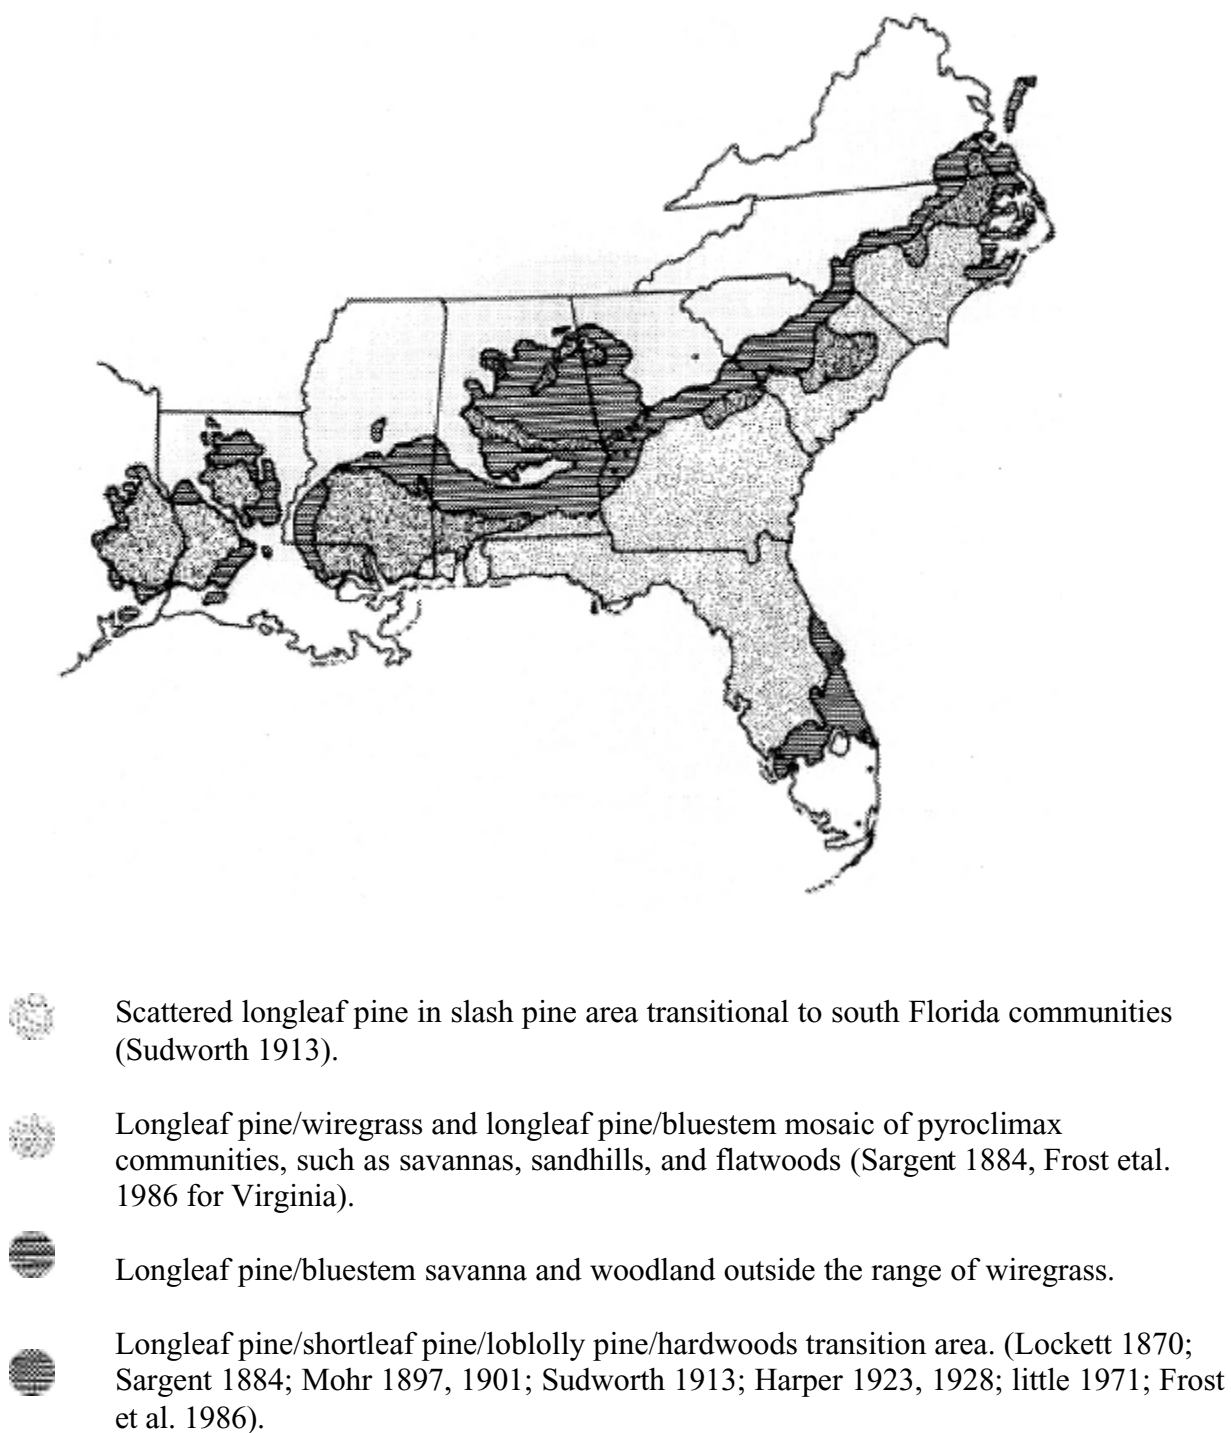 Scattered longleaf pine in slash pine area transitional to south Florida communities
(Sudworth 1913).
Longleaf pine/wiregrass and longleaf pine/bluestem mosaic of pyroclimax
communities, such as savannas, sandhills, and flatwoods (Sargent 1884, Frost etal.
1986 for Virginia).
Longleaf pine/bluestem savanna and woodland outside the range of wiregrass.
Longleaf pine/shortleaf pine/loblolly pine/hardwoods transition area. (Lockett 1870;
Sargent 1884; Mohr 1897, 1901; Sudworth 1913; Harper 1923, 1928; little 1971; Frost
et al. 1986).